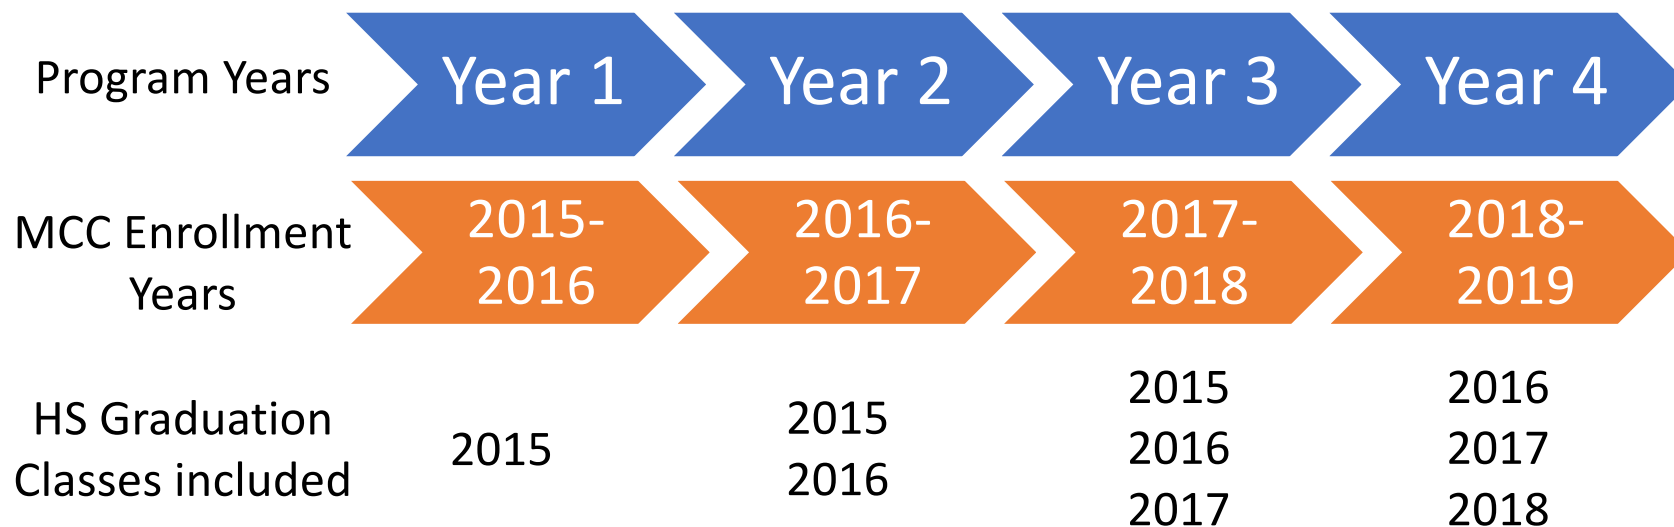 Program Years
Year 1
Year 2
Year 3
Year 4
MCC Enrollment
Years
2015-
2016
2016-
2017
2017-
2018
2018-
2019
HS Graduation
Classes included
2015
2015
2016
2015
2016
2017
2016
2017
2018